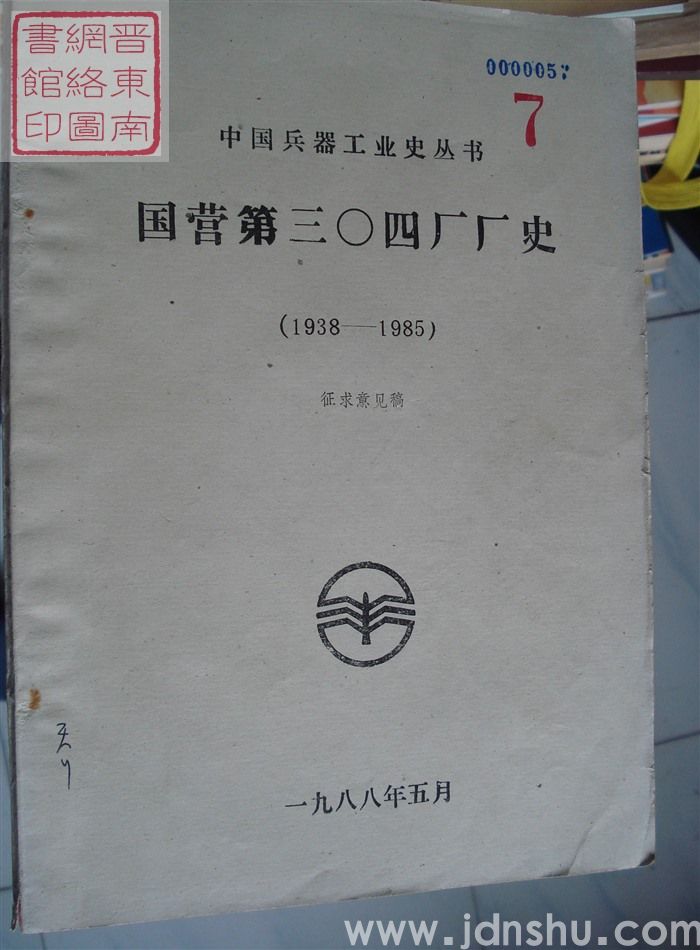 晋東南
網絡圖
書館印
0000057
7
中国兵器工业史丛书
国营第三〇四厂厂史
(1938——1985)
征求意见稿
一九八八年五月
www.jdnshu.com